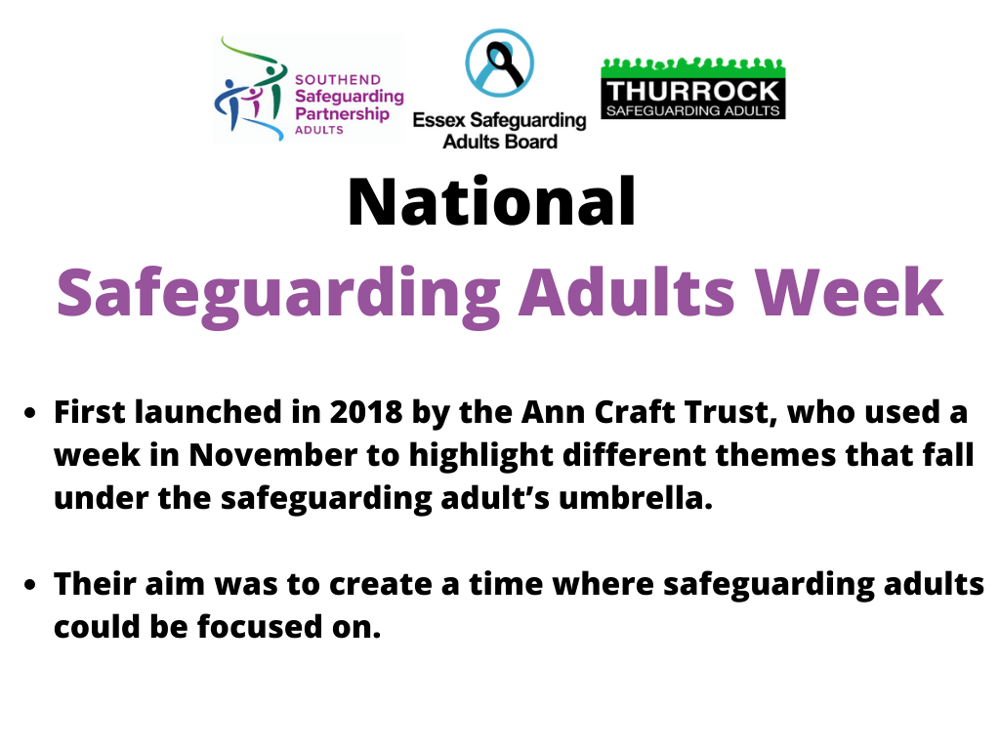 SOUTHEND
Safeguarding
Partnership
ADULTS
Essex Safeguarding
Adults Board
THURROCK
SAFEGUARDING ADULTS
National
Safeguarding Adults Week
• First launched in 2018 by the Ann Craft Trust, who used a
week in November to highlight different themes that fall
under the safeguarding adult’s umbrella.
• Their aim was to create a time where safeguarding adults
could be focused on.